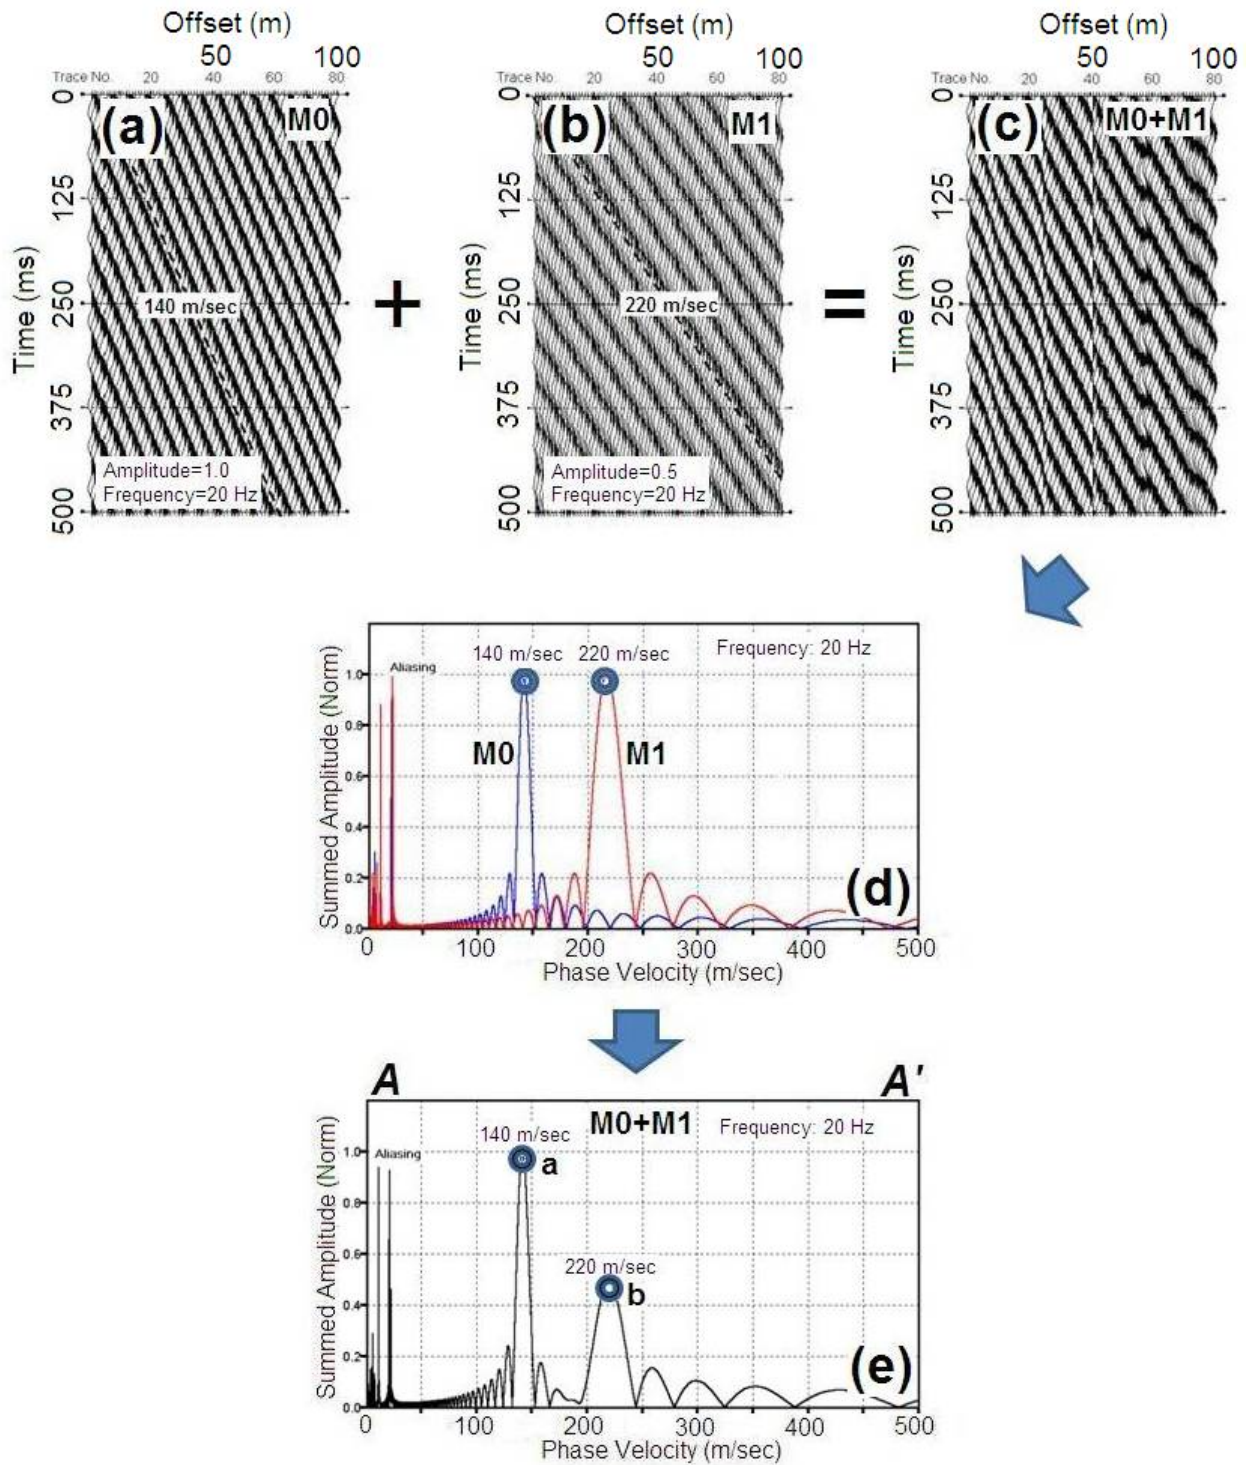 Offset (m)
50 100
Trace No. 20 40 60 80
(a) M0
0
125
250
375
500
Time (ms)
140 m/sec
Amplitude=1.0
Frequency=20 Hz
+
Offset (m)
50 100
Trace No 20 40 60 80
(b) M1
0
125
250
375
500
Time (ms)
220 m/sec
Amplitude=0.5
Frequency=20 Hz
=
Offset (m)
50 100
Trace No. 20 40 60 80
(c) M0+M1
0
125
250
375
500
Time (ms)
140 m/sec 220 m/sec Frequency: 20 Hz
Aliasing
M0 M1
(d)
1.0
0.8
0.6
0.4
0.2
0.0
Summed Amplitude (Norm)
0 100 200 300 400 500
Phase Velocity (m/sec)
A A'
M0+M1 Frequency: 20 Hz
140 m/sec
Aliasing
a
220 m/sec
b
(e)
1.0
0.8
0.6
0.4
0.2
0.0
Summed Amplitude (Norm)
0 100 200 300 400 500
Phase Velocity (m/sec)